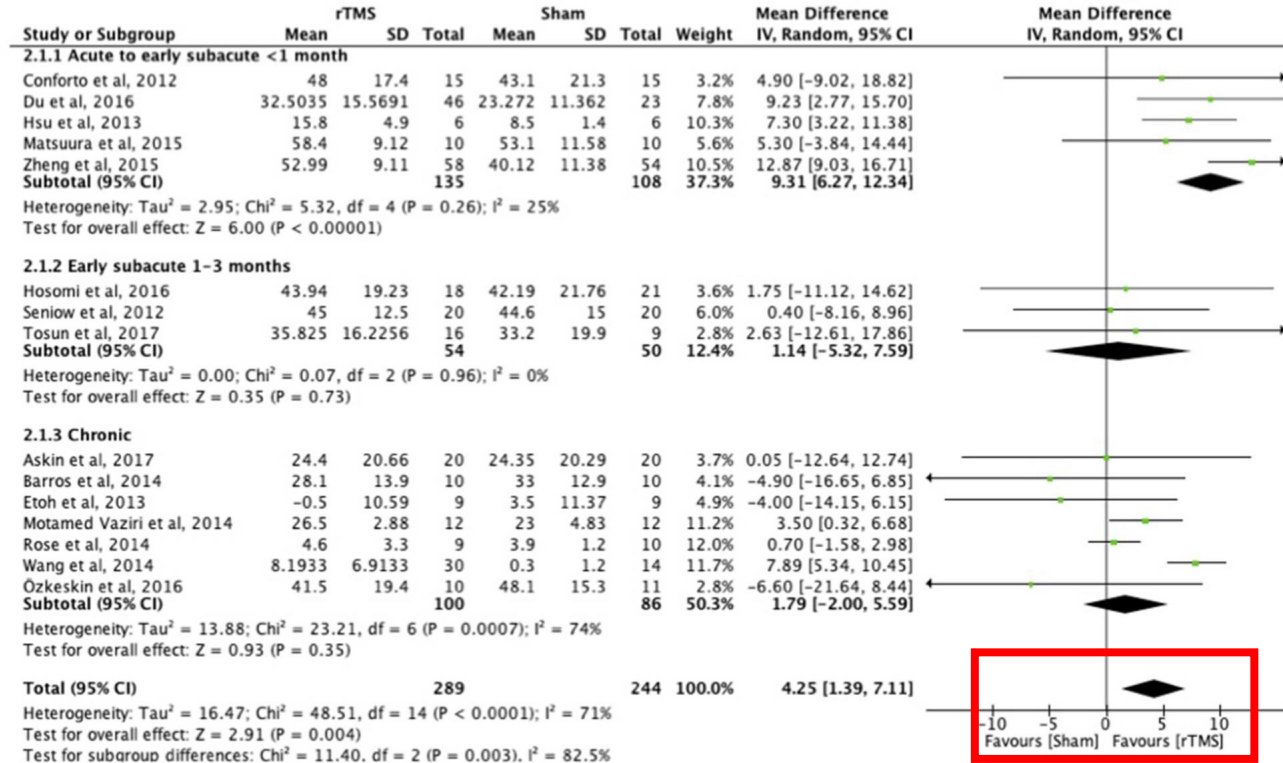 rTMS Sham Mean Difference Mean Difference
Study or Subgroup Mean SD Total Mean SD Total Weight IV, Random, 95% CI IV, Random, 95% CI
2.1.1 Acute to early subacute <1 month
Conforto et al, 2012 48 17.4 15 43.1 21.3 15 3.2% 4.90 [-9.02, 18.82]
Du et al, 2016 32.5035 15.5691 46 23.272 11.362 23 7.8% 9.23 [2.77, 15.70]
Hsu et al, 2013 15.8 4.9 6 8.5 1.4 6 10.3% 7.30 [3.22, 11.38]
Matsuura et al, 2015 58.4 9.12 10 53.1 11.58 10 5.6% 5.30 [-3.84, 14.44]
Zheng et al, 2015 52.99 9.11 58 40.12 11.38 54 10.5% 12.87 [9.03, 16.71]
Subtotal (95% CI) 135 108 37.3% 9.31 [6.27, 12.34]
Heterogeneity: Tau² = 2.95; Chi² = 5.32, df = 4 (P = 0.26); I² = 25%
Test for overall effect: Z = 6.00 (P < 0.00001)
2.1.2 Early subacute 1-3 months
Hosomi et al, 2016 43.94 19.23 18 42.19 21.76 21 3.6% 1.75 [-11.12, 14.62]
Seniow et al, 2012 45 12.5 20 44.6 15 20 6.0% 0.40 [-8.16, 8.96]
Tosun et al, 2017 35.825 16.2256 16 33.2 19.9 9 2.8% 2.63 [-12.61, 17.86]
Subtotal (95% CI) 54 50 12.4% 1.14 [-5.32, 7.59]
Heterogeneity: Tau² = 0.00; Chi² = 0.07, df = 2 (P = 0.96); I² = 0%
Test for overall effect: Z = 0.35 (P = 0.73)
2.1.3 Chronic
Askin et al, 2017 24.4 20.66 20 24.35 20.29 20 3.7% 0.05 [-12.64, 12.74]
Barros et al, 2014 28.1 13.9 10 33 12.9 10 4.1% -4.90 [-16.65, 6.85]
Etoh et al, 2013 -0.5 10.59 9 3.5 11.37 9 4.9% -4.00 [-14.15, 6.15]
Motamed Vaziri et al, 2014 26.5 2.88 12 23 4.83 12 11.2% 3.50 [0.32, 6.68]
Rose et al, 2014 4.6 3.3 9 3.9 1.2 10 12.0% 0.70 [-1.58, 2.98]
Wang et al, 2014 8.1933 6.9133 30 0.3 1.2 14 11.7% 7.89 [5.34, 10.45]
Özkeskin et al, 2016 41.5 19.4 10 48.1 15.3 11 2.8% -6.60 [-21.64, 8.44]
Subtotal (95% CI) 100 86 50.3% 1.79 [-2.00, 5.59]
Heterogeneity: Tau² = 13.88; Chi² = 23.21, df = 6 (P = 0.0007); I² = 74%
Test for overall effect: Z = 0.93 (P = 0.35)
Total (95% CI) 289 244 100.0% 4.25 [1.39, 7.11]
Heterogeneity: Tau² = 16.47; Chi² = 48.51, df = 14 (P < 0.0001); I² = 71%
Test for overall effect: Z = 2.91 (P = 0.004)
Test for subgroup differences: Chi² = 11.40, df = 2 (P = 0.003), I² = 82.5%
-10 -5 0 5 10
Favours [Sham] Favours [rTMS]